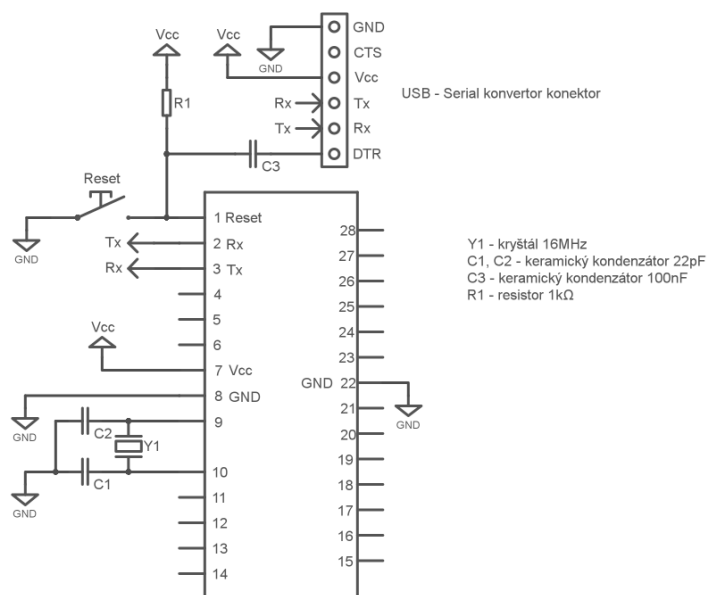 Vcc
Vcc
GND
GND
CTS
Vcc
Rx
Tx
Tx
Rx
DTR
USB - Serial konvertor konektor
R1
C3
Reset
GND
1 Reset
Tx
2 Rx
Rx
3 Tx
4
5
6
Vcc
7 Vcc
8 GND
GND
9
C2
Y1
10
C1
GND
11
12
13
14
28
27
26
25
24
23
GND 22
GND
21
20
19
18
17
16
15
Y1 - kryštál 16MHz
C1, C2 - keramický kondenzátor 22pF
C3 - keramický kondenzátor 100nF
R1 - resistor 1kΩ